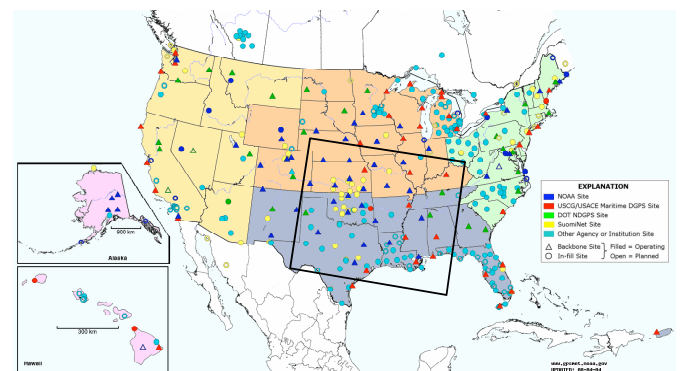 EXPLANATION
NOAA Site
USCG/USACE Maritime DGPS Site
DOT NDGPS Site
SuomiNet Site
Other Agency or Institution Site
Backbone Site
Filled = Operating
In-fill Site
Open = Planned
900 km
Alaska
300 km
Hawaii
www.gpsmet.noaa.gov